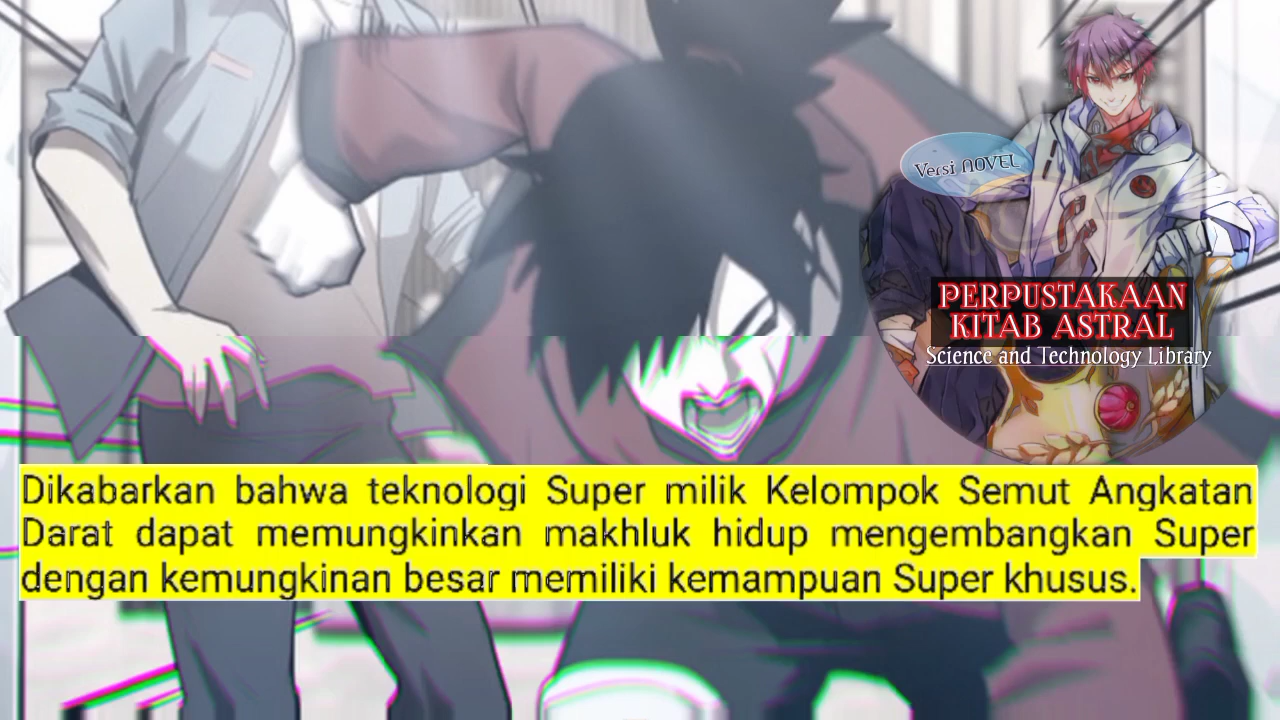 Versi NOVEL
PERPUSTAKAAN
KITAB ASTRAL
Science and Technology Library
Dikabarkan bahwa teknologi Super milik Kelompok Semut Angkatan
Darat dapat memungkinkan makhluk hidup mengembangkan Super
dengan kemungkinan besar memiliki kemampuan Super khusus.